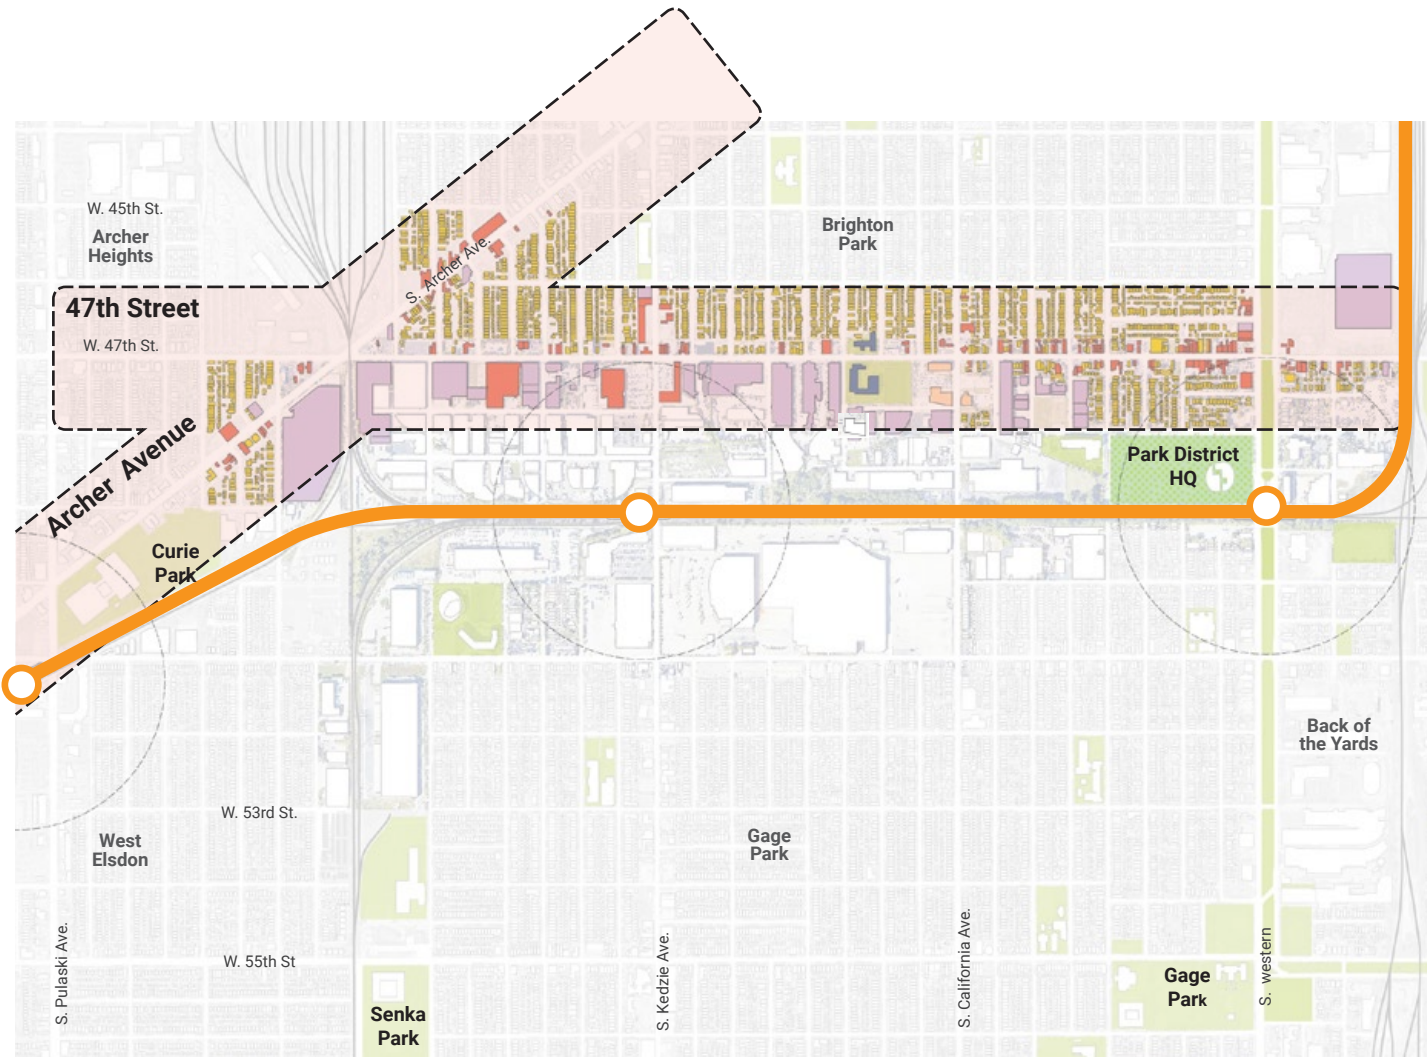 W. 45th St.
Archer
Heights
Brighton
Park
S. Archer Ave.
47th Street
W. 47th St.
Archer Avenue
Park District
HQ
Curie
Park
Back of
the Yards
W. 53rd St.
West
Elsdon
Gage
Park
S. Pulaski Ave.
W. 55th St
S. Kedzie Ave.
S. California Ave.
S. western
Gage
Park
Senka
Park